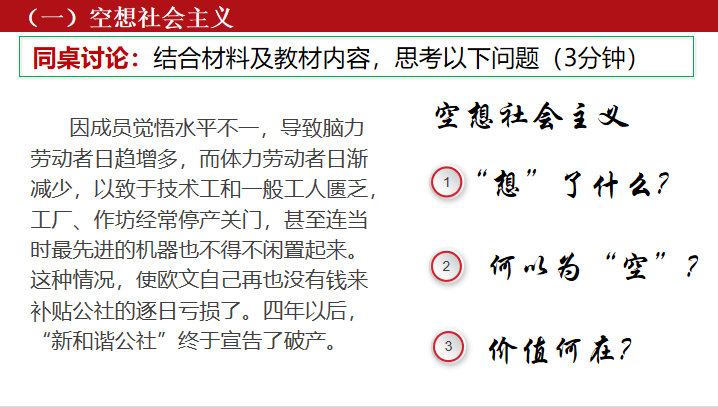 （一）空想社会主义
同桌讨论：结合材料及教材内容，思考以下问题（3分钟）
因成员觉悟水平不一，导致脑力
劳动者日趋增多，而体力劳动者日渐
减少，以致于技术工和一般工人匮乏，
工厂、作坊经常停产关门，甚至连当
时最先进的机器也不得不闲置起来。
这种情况，使欧文自己再也没有钱来
补贴公社的逐日亏损了。四年以后，
“新和谐公社”终于宣告了破产。
空想社会主义
1 “想”了什么？
2 何以为“空”？
3 价值何在？